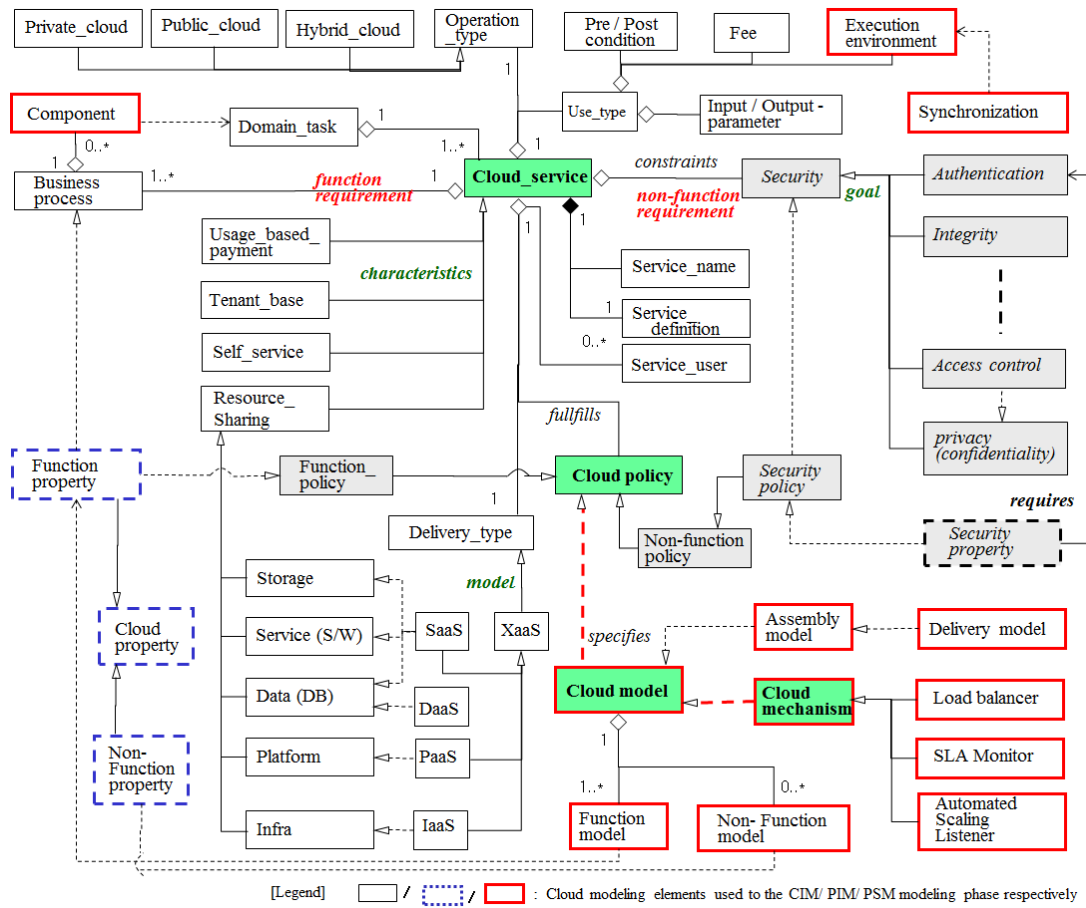 Private_cloud
Public_cloud
Hybrid_cloud
Operation
_type
Pre / Post
condition
Fee
Execution
environment
1
Component
Domain_task
1
Use_type
Input / Output -
parameter
Synchronization
0..*
1
1..*
1
Business
process
1..*
function
requirement
1
Cloud_service
constraints
non-function
requirement
Security
goal
Authentication
1
1
Usage_based_
payment
characteristics
Integrity
Service_name
Tenant_base
1
Service
_definition
0..*
Self_service
Service_user
Access control
Resource_
Sharing
fullfills
privacy
(confidentiality)
Function
property
Function_
policy
Cloud policy
Security
policy
1
requires
Delivery_type
Non-function
policy
Security
property
Storage
model
Cloud
property
Service (S/W)
SaaS
XaaS
specifies
Assembly
model
Delivery model
Data (DB)
DaaS
Cloud model
Cloud
mechanism
Load balancer
Non-
Function
property
Platform
PaaS
1
SLA Monitor
1..*
0..*
Infra
IaaS
Function
model
Non- Function
model
Automated
Scaling
Listener
[Legend] / / : Cloud modeling elements used to the CIM/ PIM/ PSM modeling phase respectively